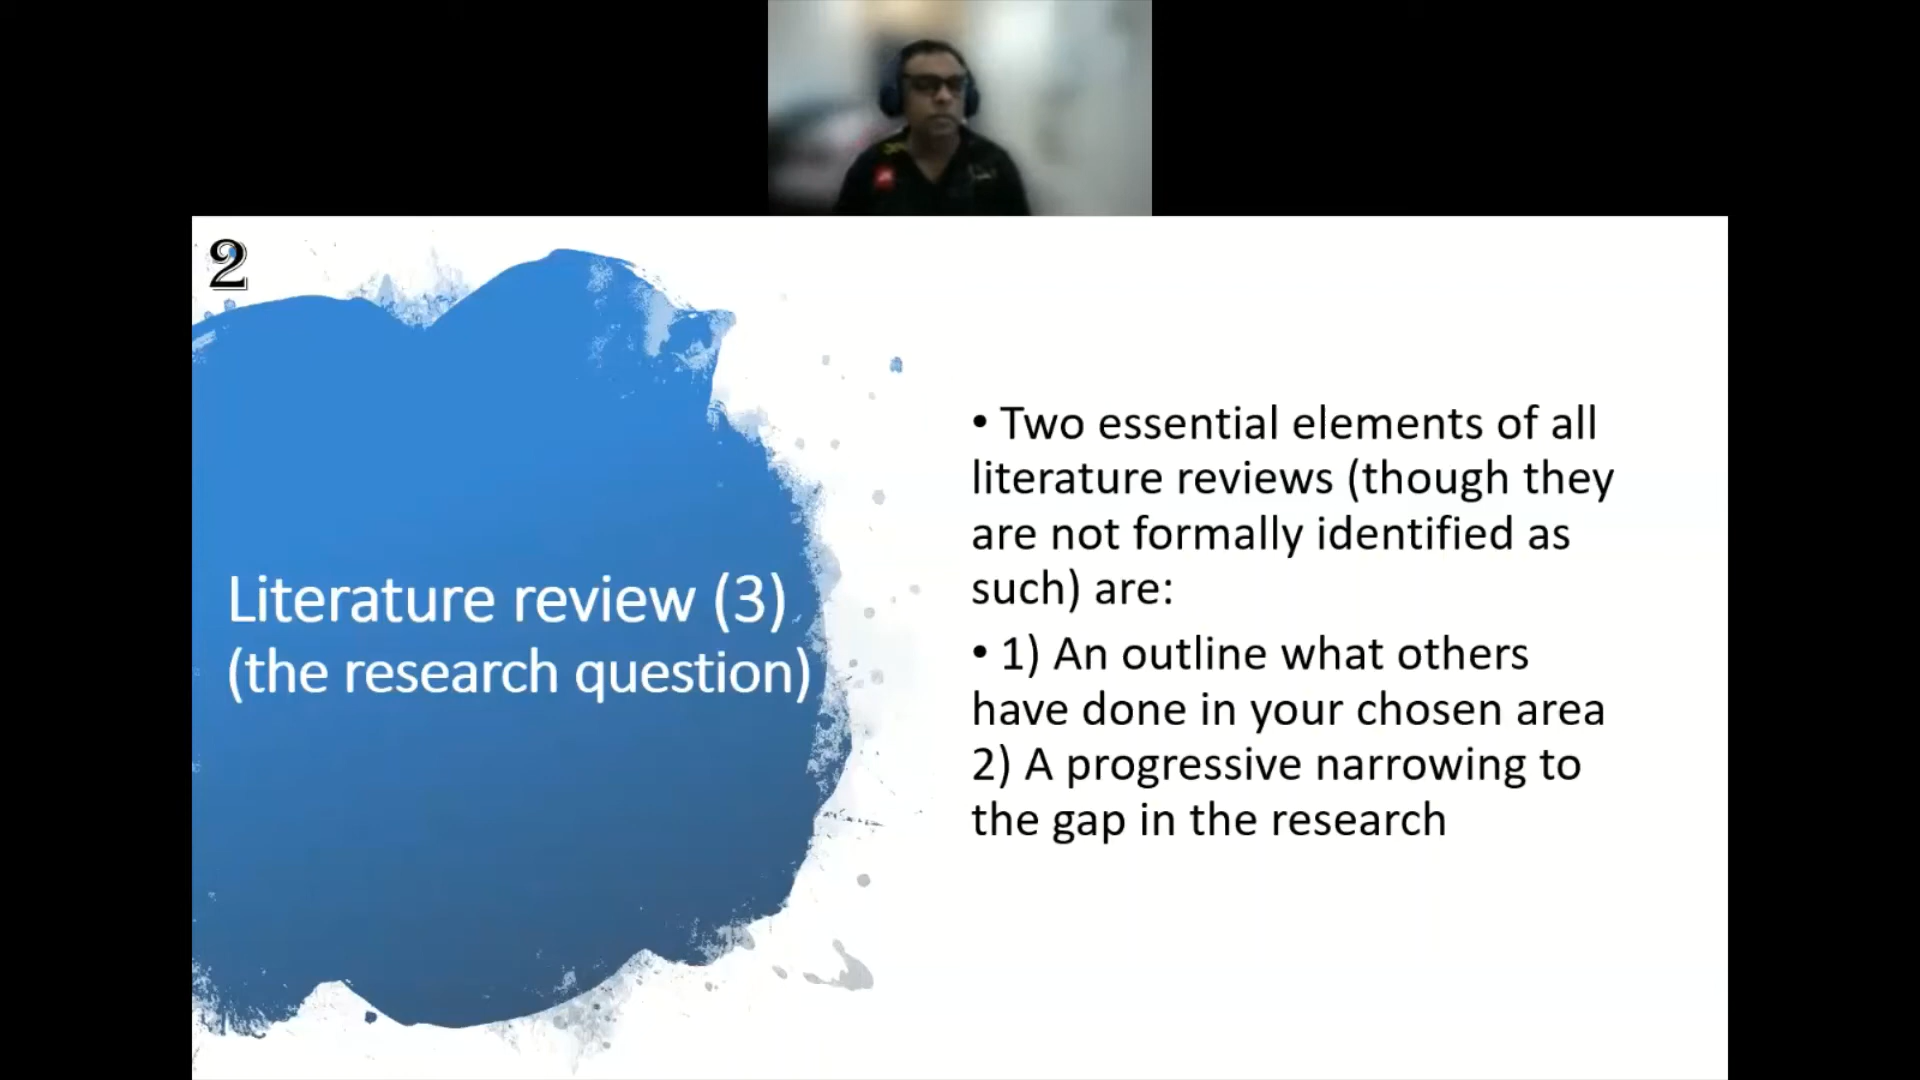 2
Literature review (3)
(the research question)
• Two essential elements of all
literature reviews (though they
are not formally identified as
such) are:
• 1) An outline what others
have done in your chosen area
2) A progressive narrowing to
the gap in the research